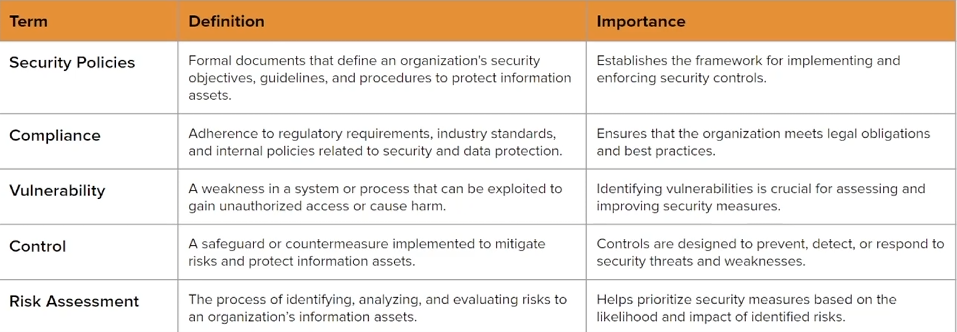 Term
Definition
Importance
Security Policies
Formal documents that define an organization's security
objectives, guidelines, and procedures to protect information
assets.
Establishes the framework for implementing and
enforcing security controls.
Compliance
Adherence to regulatory requirements, industry standards,
and internal policies related to security and data protection.
Ensures that the organization meets legal obligations
and best practices.
Vulnerability
A weakness in a system or process that can be exploited to
gain unauthorized access or cause harm.
Identifying vulnerabilities is crucial for assessing and
improving security measures.
Control
A safeguard or countermeasure implemented to mitigate
risks and protect information assets.
Controls are designed to prevent, detect, or respond to
security threats and weaknesses.
Risk Assessment
The process of identifying, analyzing, and evaluating risks to
an organization's information assets.
Helps prioritize security measures based on the
likelihood and impact of identified risks.